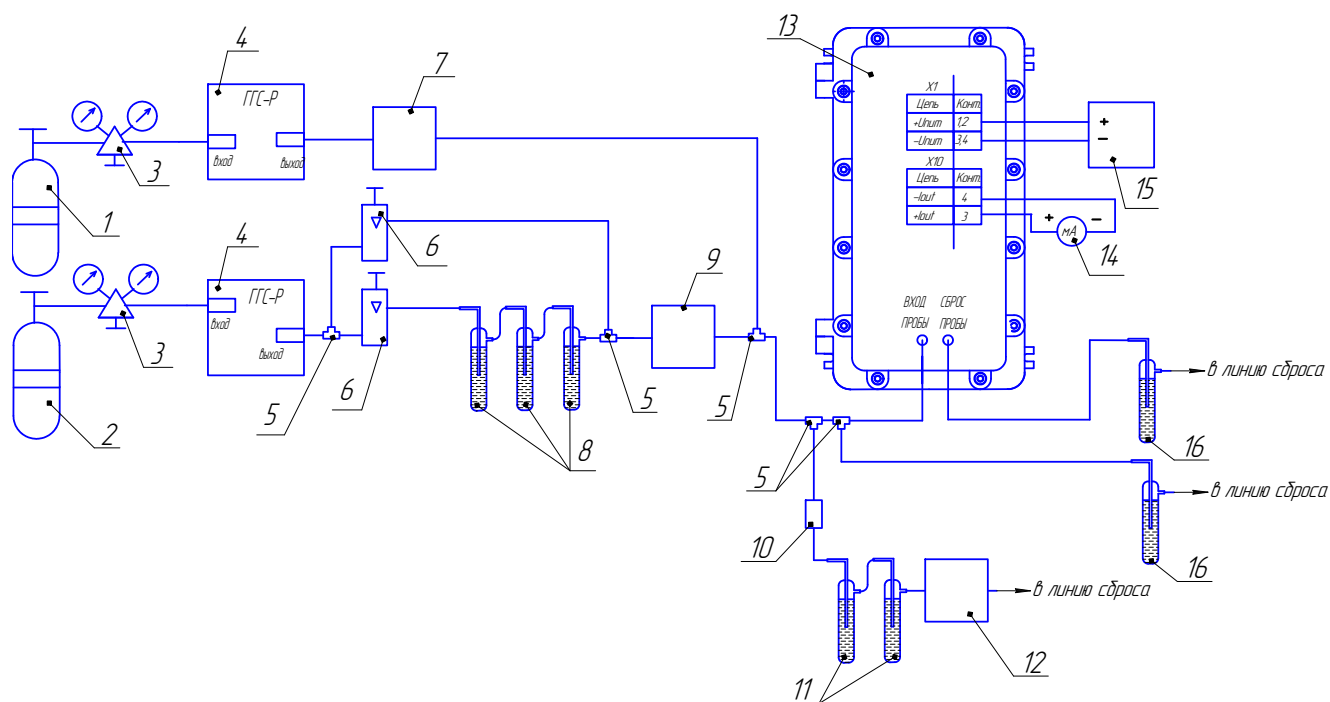 13
4
7
X1
Цепь Конт.
+Uпит 1,2
-Uпит 3,4
X10
Цепь Конт.
-Iout 4
+Iout 3
+
-
15
+ -
мА
14
ГГС-Р
вход
выход
3
1
6
4
ГГС-Р
вход
выход
3
2
5
6
8
5
9
5
ВХОД СБРОС
ПРОБЫ ПРОБЫ
в линию сброса
16
5
в линию сброса
16
10
в линию сброса
11
12